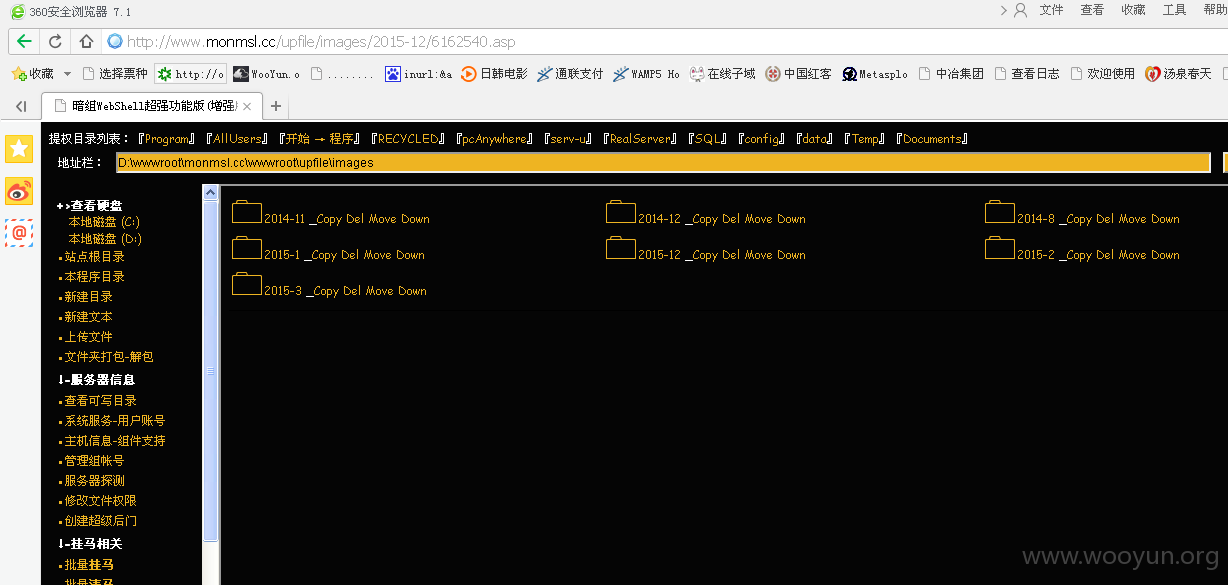 360安全浏览器 7.1
文件 查看 收藏 工具 帮助
http://www.monmsl.cc/upfile/images/2015-12/6162540.asp
收藏 选择票种 http://o WooYun.o ........ inurl:&a 日韩电影 通联支付 WAMP5 Ho 在线子域 中国红客 Metasplo 中冶集团 查看日志 欢迎使用 汤泉春天
暗组WebShell超强功能版(增强)
提权目录列表：『Program』『AllUsers』『开始 → 程序』『RECYCLED』『pcAnywhere』『serv-u』『RealServer』『SQL』『config』『data』『Temp』『Documents』
地址栏： D:\wwwroot\monmsl.cc\wwwroot\upfile\images
+>查看硬盘
本地磁盘 (C:)
本地磁盘 (D:)
站点根目录
本程序目录
新建目录
新建文本
上传文件
文件夹打包-解包
↓-服务器信息
查看可写目录
系统服务-用户账号
主机信息-组件支持
管理组帐号
服务器探测
修改文件权限
创建超级后门
↓-挂马相关
批量挂马
批量清马
2014-11 _Copy Del Move Down 2014-12 _Copy Del Move Down 2014-8 _Copy Del Move Down
2015-1 _Copy Del Move Down 2015-12 _Copy Del Move Down 2015-2 _Copy Del Move Down
2015-3 _Copy Del Move Down
www.wooyun.org